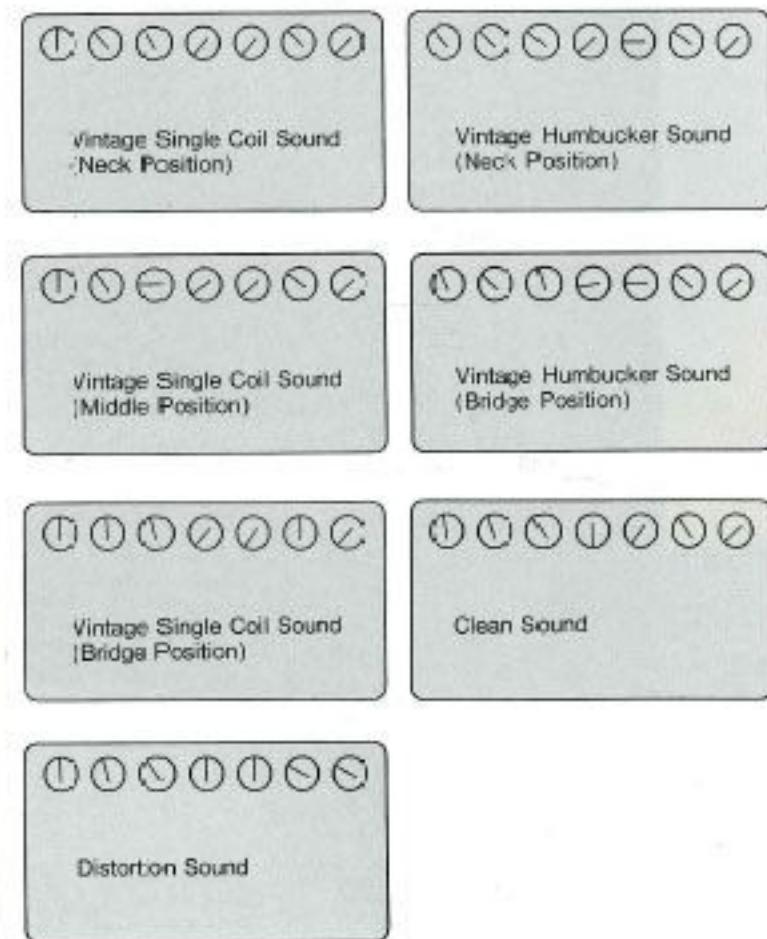 Vintage Single Coil Sound
(Neck Position)
Vintage Humbucker Sound
(Neck Position)
Vintage Single Coil Sound
(Middle Position)
Vintage Humbucker Sound
(Bridge Position)
Vintage Single Coil Sound
(Bridge Position)
Clean Sound
Distortion Sound